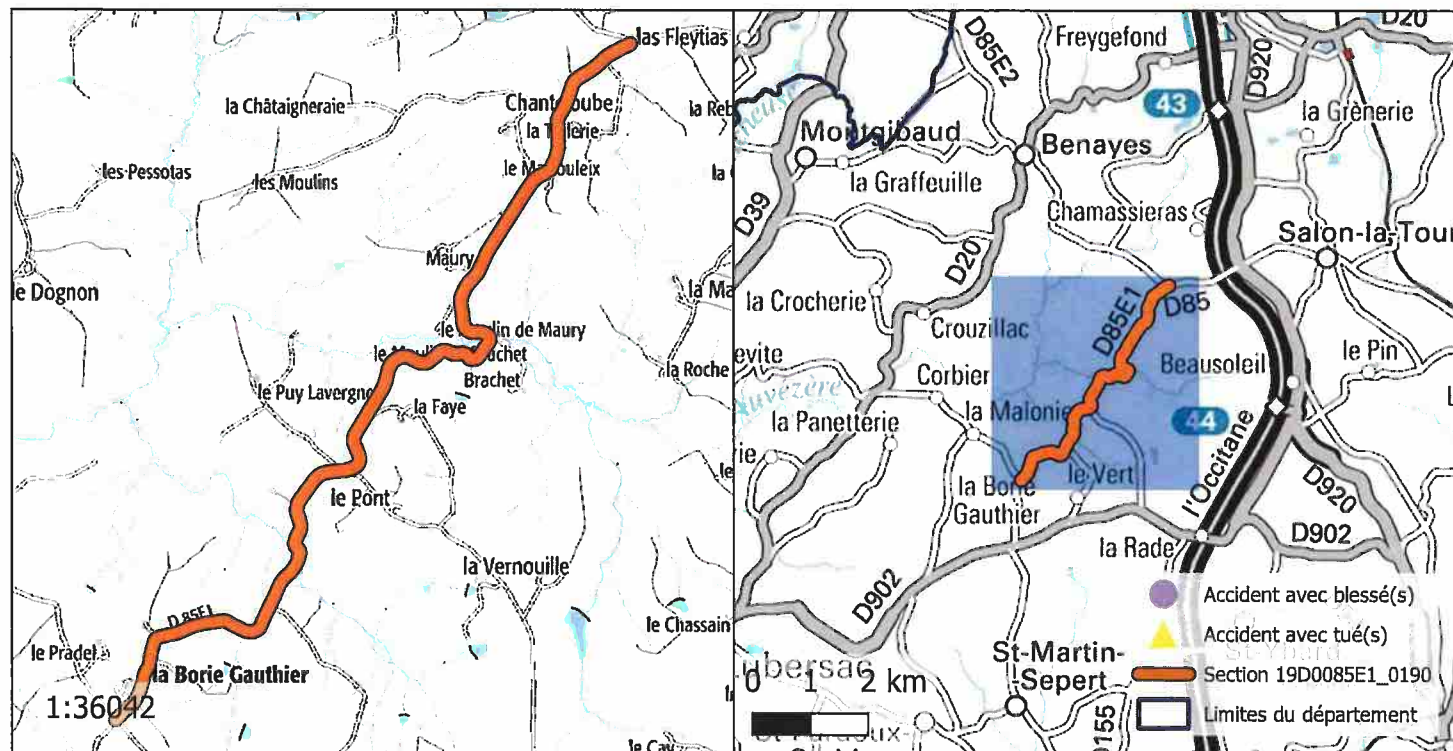 las Fleytias
la Châtaigneraie
la Tuilerie
les Pessotas
les Moulins
Maury
le Dognon
le Moulin de Maury
Brachet
la Roche
le Puy Lavergne
la Faye
le Pont
la Vernouille
D 85E1
le Chassain
le Pradel
la Borie Gauthier
1:36042
D85E2
Freygefond
D920
D20
43
la Grènerie
Montgibaud
Benayes
la Graffeuille
Chamassieras
D39
Salon-la-Tour
D20
la Crocherie
D85E1
D85
Crouzillac
Beausoleil
le Pin
Corbier
uvézère
la Malonie
44
la Panetterie
l'Occitane
le Vert
la Borie
Gauthier
D920
D902
la Rade
D902
Accident avec blessé(s)
Accident avec tué(s)
St-Ybard
St-Martin-
Sepert
Section 19D0085E1_0190
0 1 2 km
Limites du département